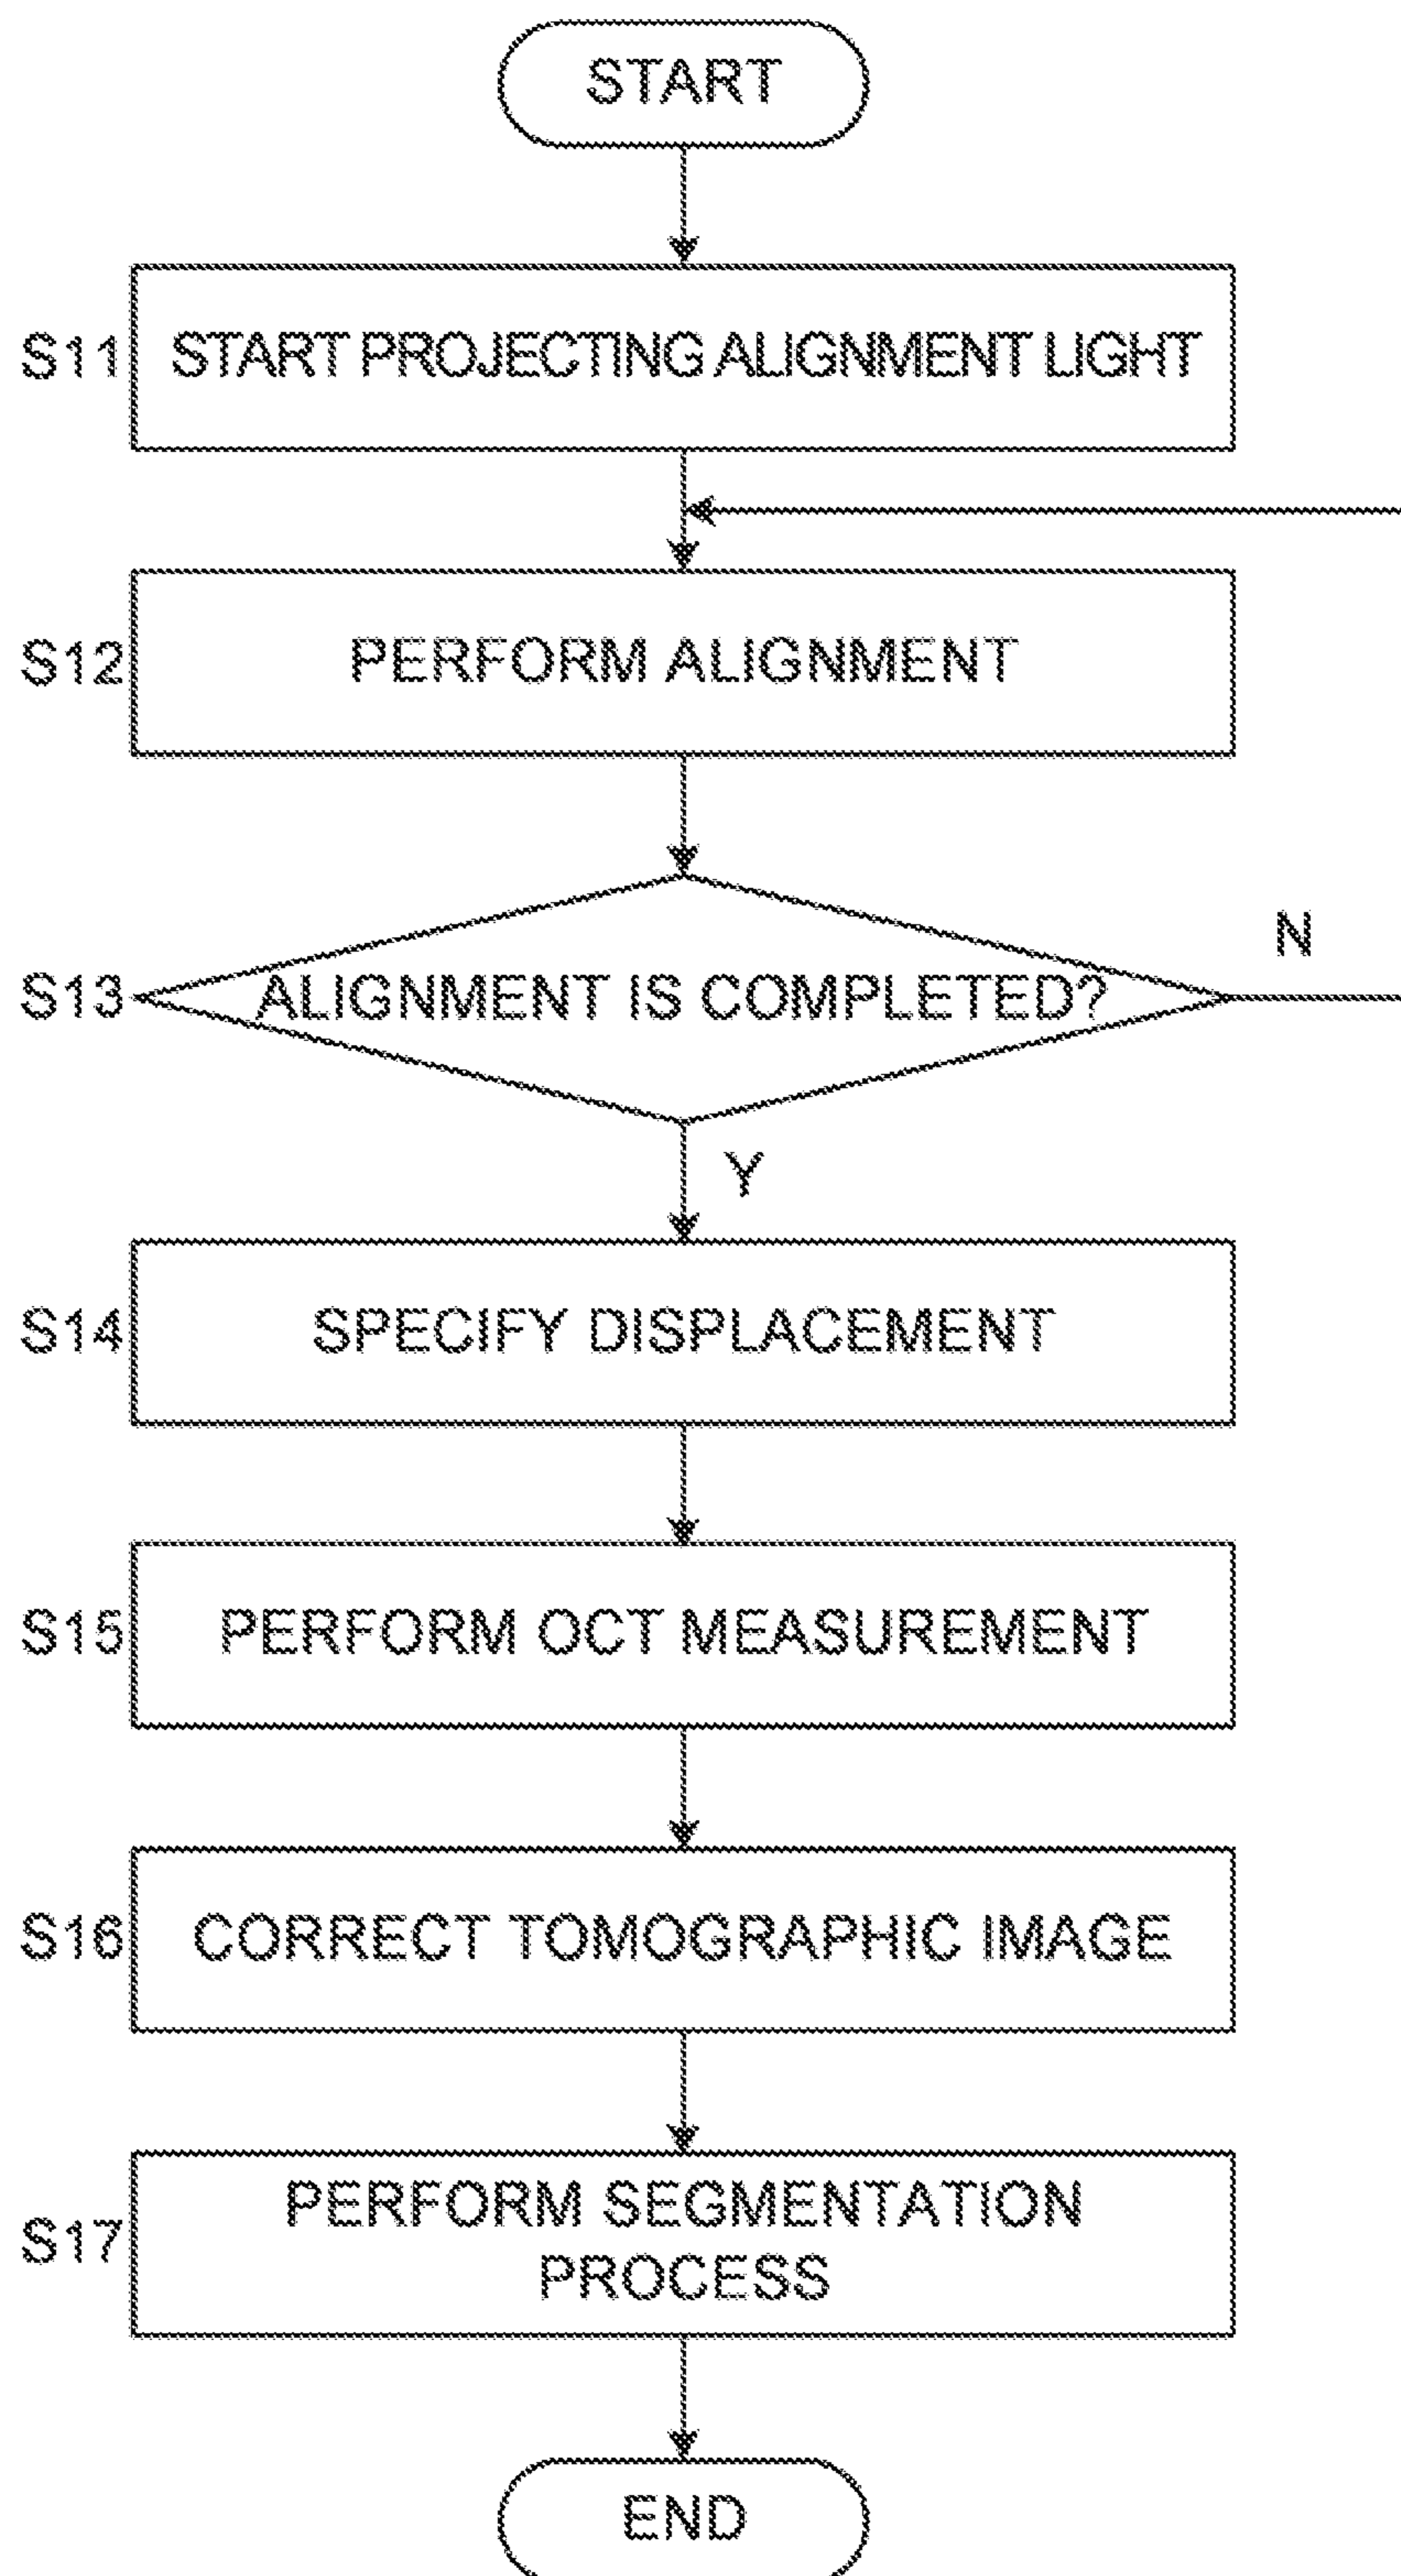 START
S11 START PROJECTING ALIGNMENT LIGHT
S12 PERFORM ALIGNMENT
N
S13 ALIGNMENT IS COMPLETED?
Y
S14 SPECIFY DISPLACEMENT
S15 PERFORM OCT MEASUREMENT
S16 CORRECT TOMOGRAPHIC IMAGE
S17 PERFORM SEGMENTATION
PROCESS
END